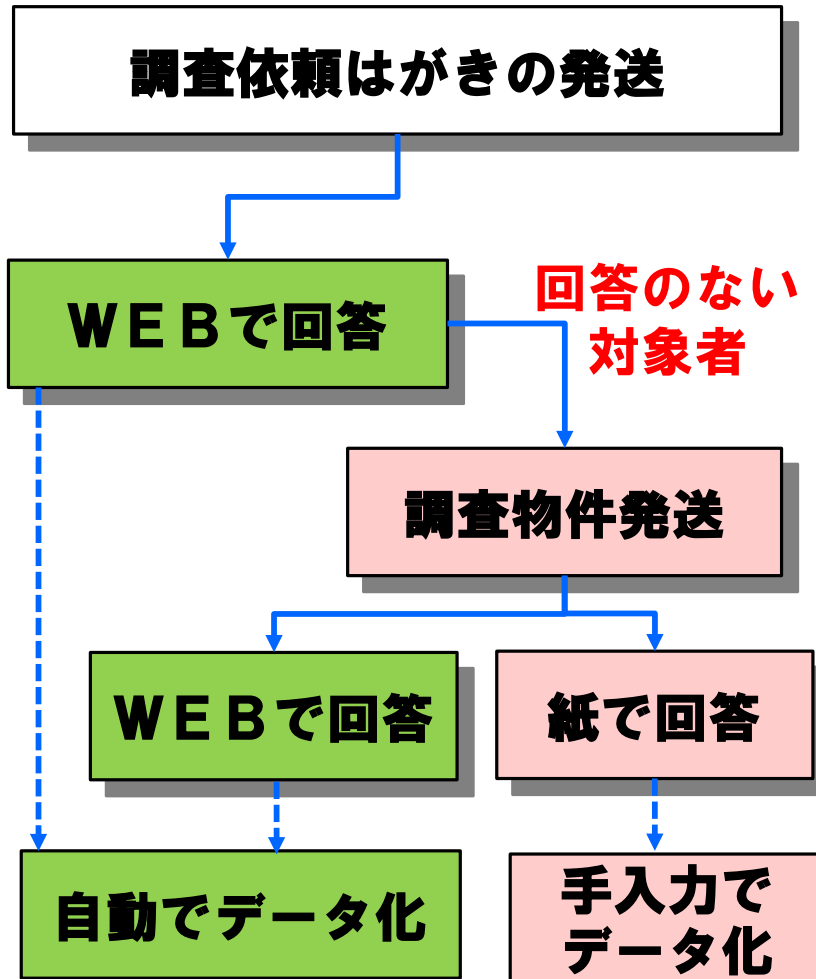 調査依頼はがきの発送
ＷＥＢで回答
回答のない
対象者
調査物件発送
ＷＥＢで回答
紙で回答
自動でデータ化
手入力で
データ化